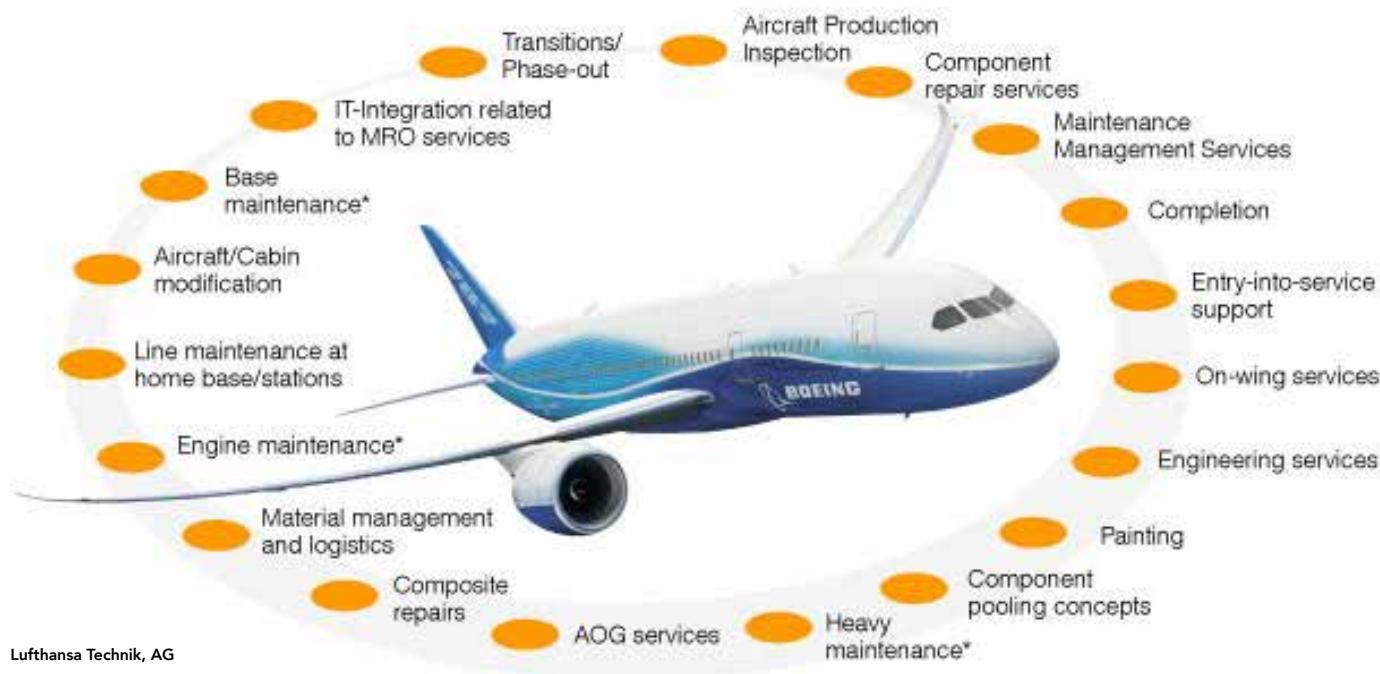 Transitions/
Phase-out
Aircraft Production
Inspection
Component
repair services
IT-Integration related
to MRO services
Maintenance
Management Services
Base
maintenance*
Completion
Aircraft/Cabin
modification
Entry-into-service
support
Line maintenance at
home base/stations
On-wing services
BOEING
Engine maintenance*
Engineering services
Material management
and logistics
Painting
Composite
repairs
Component
pooling concepts
AOG services
Heavy
maintenance*
Lufthansa Technik, AG